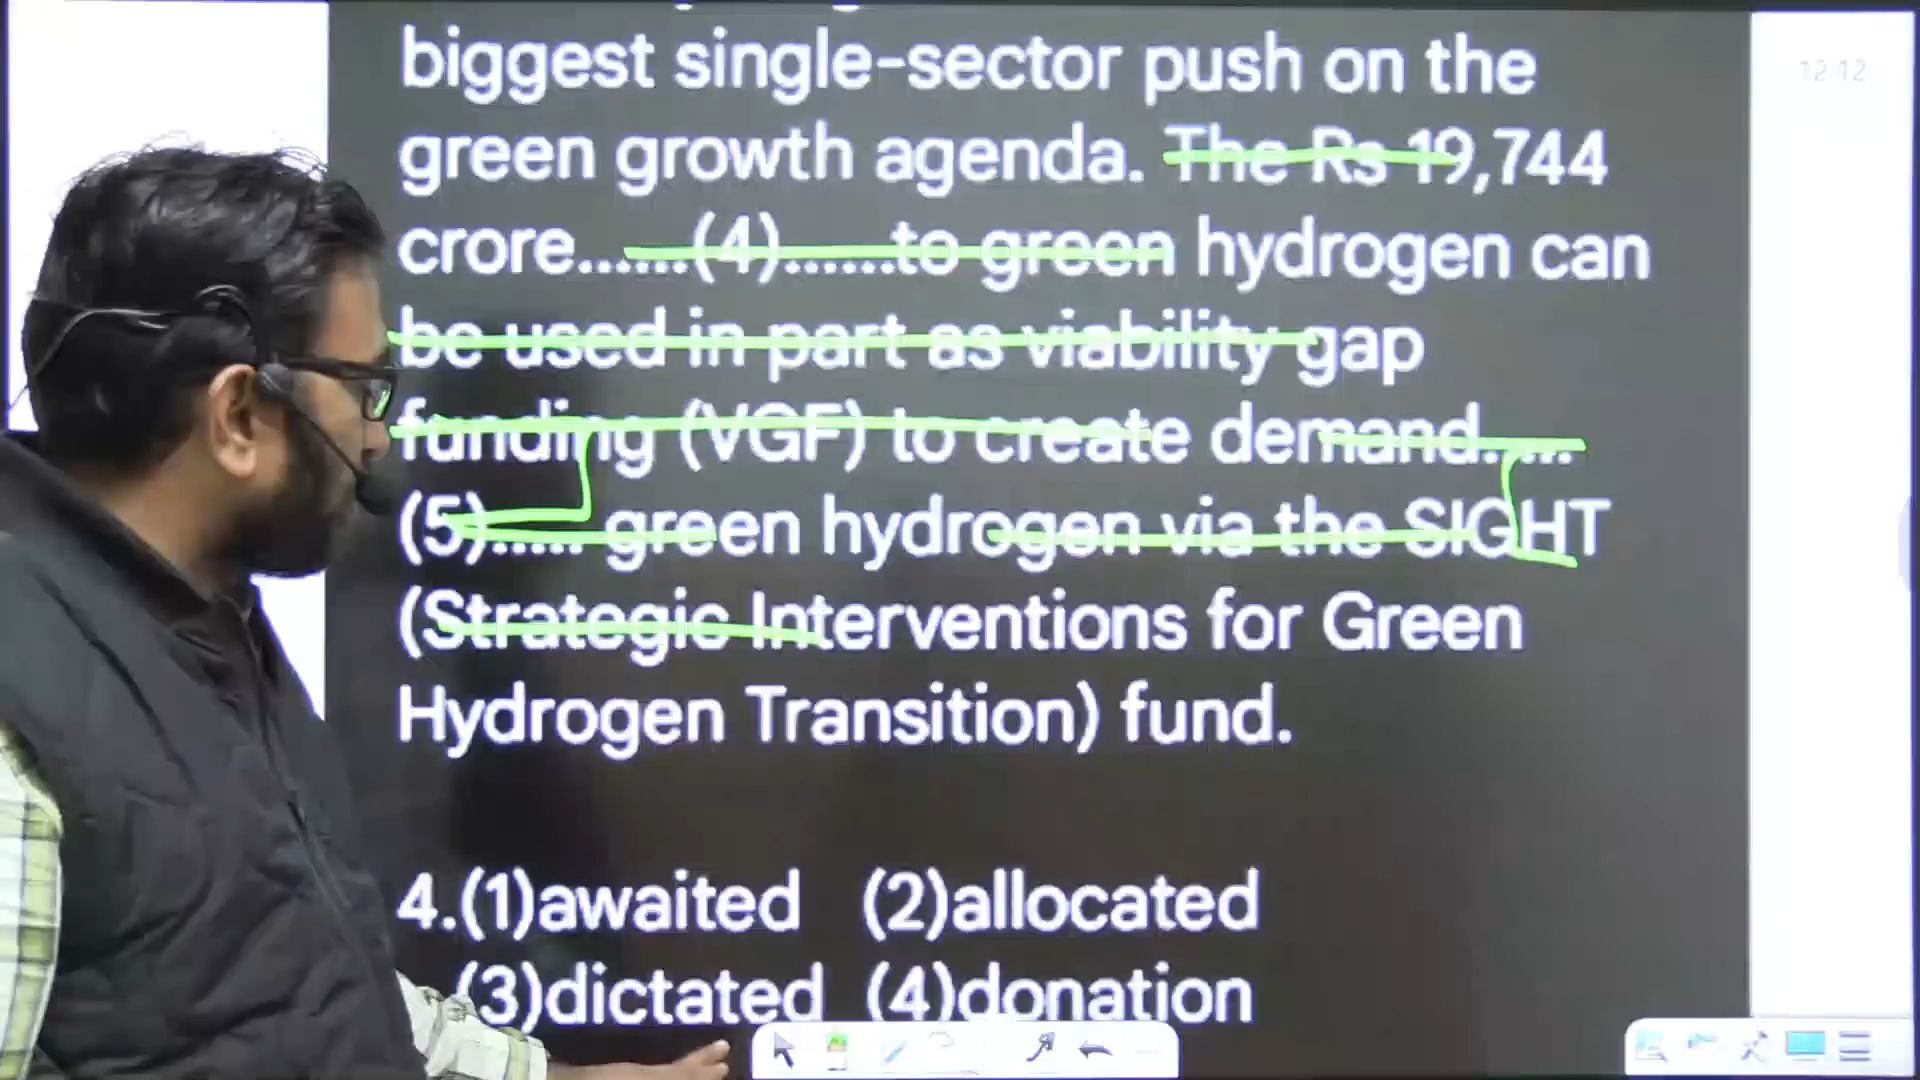 biggest single-sector push on the
12:12
green growth agenda. The Rs 19,744
crore......(4)......to green hydrogen can
be used in part as viability gap
funding (VGF) to create demand.....
(5)..... green hydrogen via the SIGHT
(Strategic Interventions for Green
Hydrogen Transition) fund.
4.(1)awaited (2)allocated
(3)dictated (4)donation